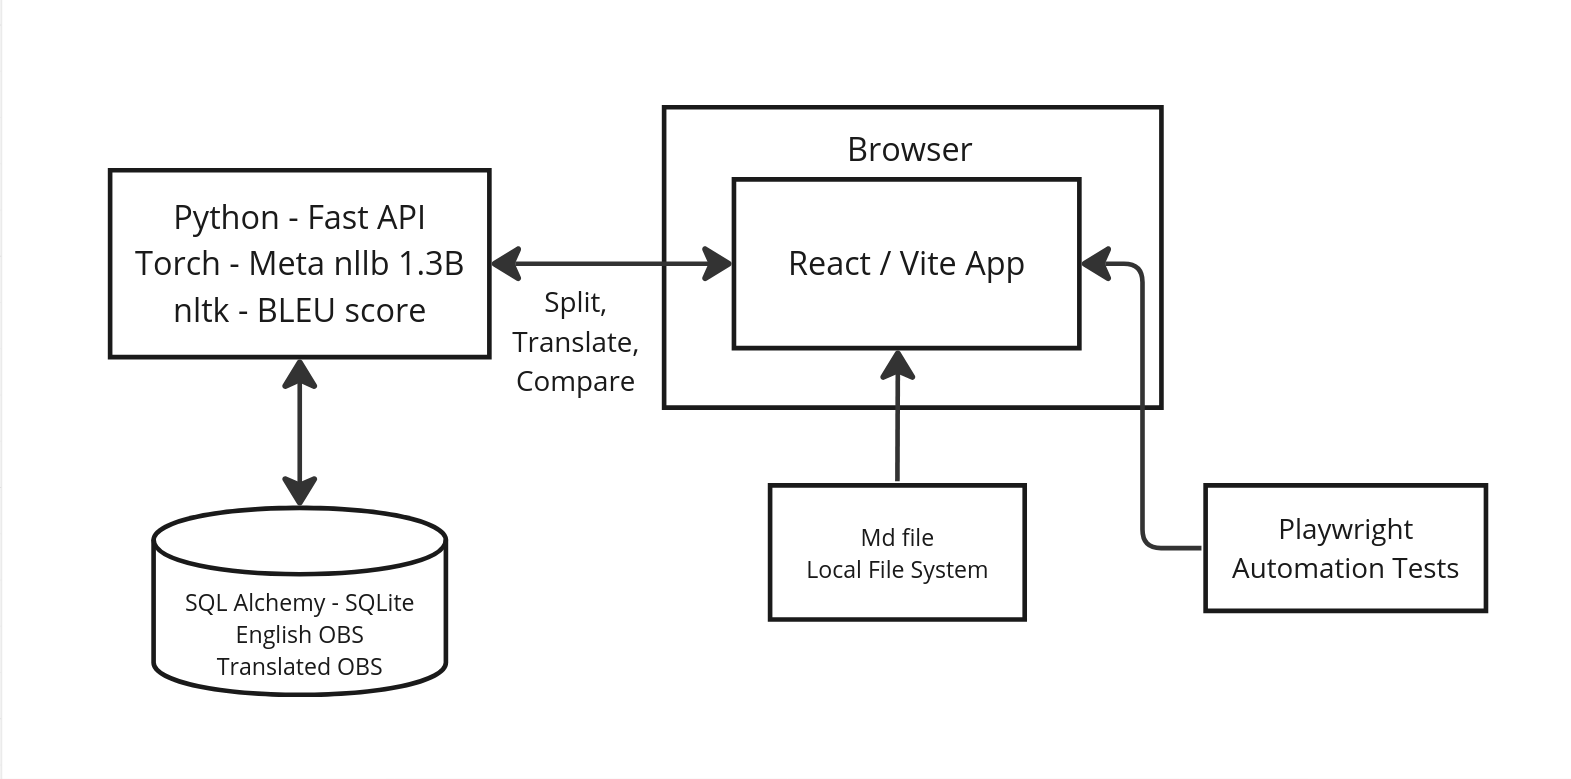 Browser
Python - Fast API
Torch - Meta nllb 1.3B
nltk - BLEU score
React / Vite App
Split,
Translate,
Compare
Md file
Local File System
Playwright
Automation Tests
SQL Alchemy - SQLite
English OBS
Translated OBS